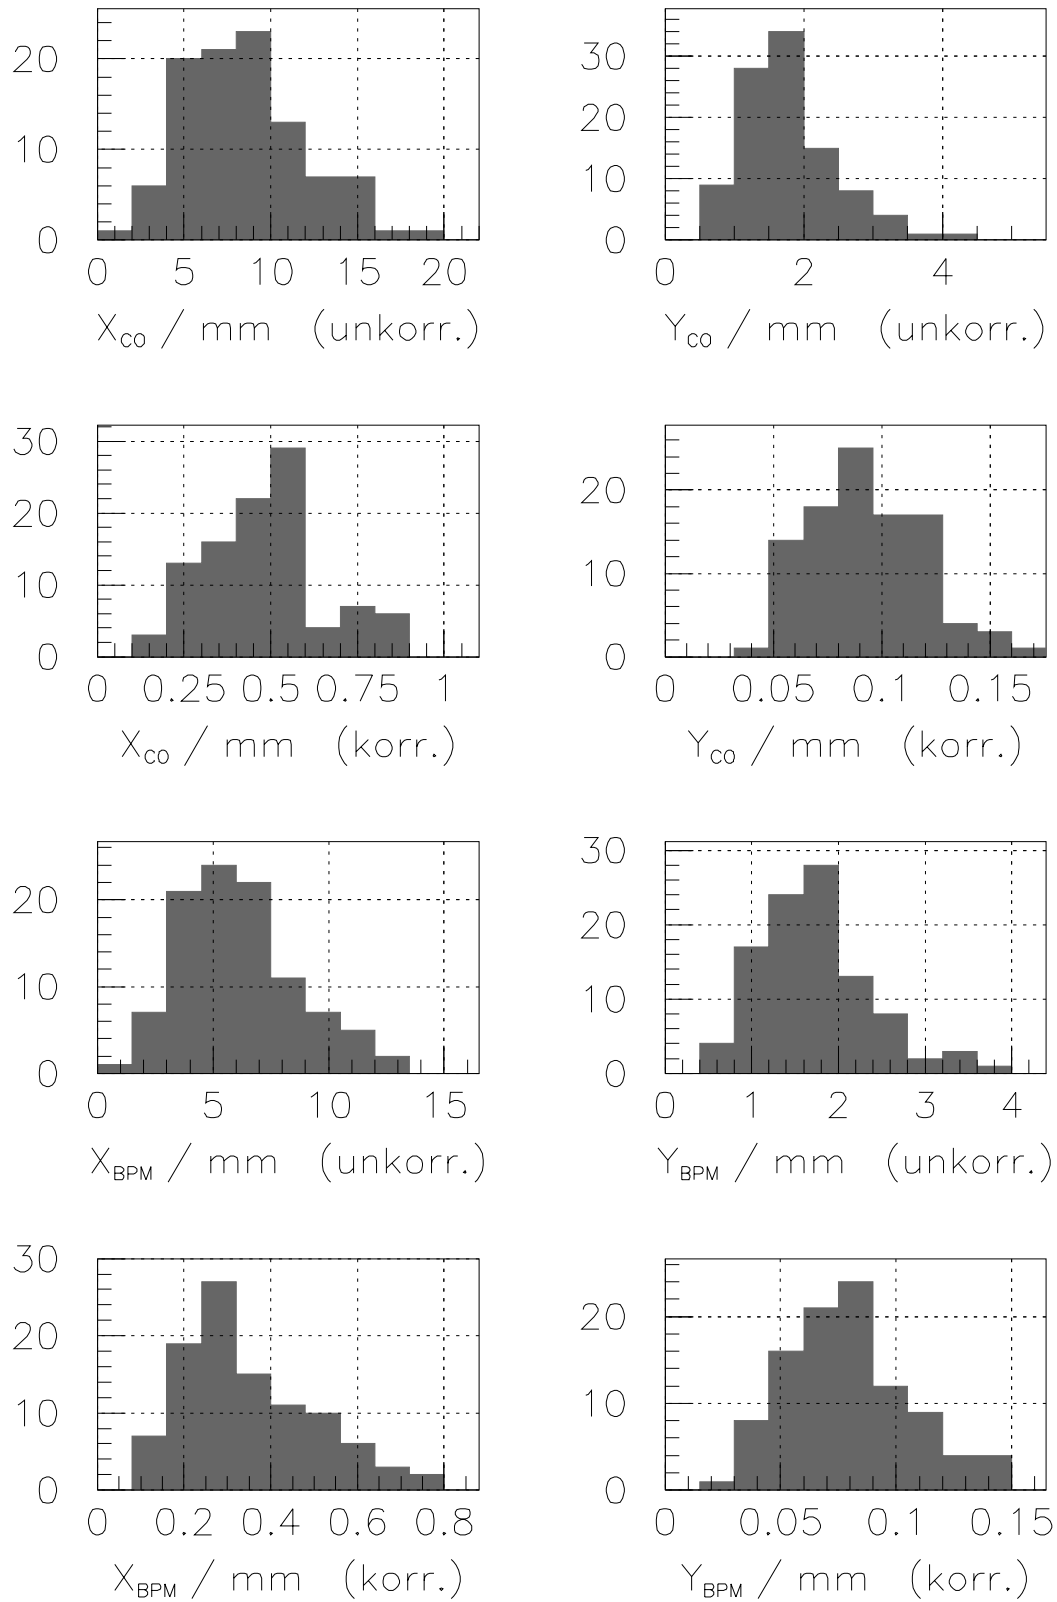 20
10
0
0 5 10 15 20
X_CO / mm (unkorr.)
30
20
10
0
0 2 4
Y_CO / mm (unkorr.)
30
20
10
0
0 0.25 0.5 0.75 1
X_CO / mm (korr.)
20
10
0
0 0.05 0.1 0.15
Y_CO / mm (korr.)
20
10
0
0 5 10 15
X_BPM / mm (unkorr.)
30
20
10
0
0 1 2 3 4
Y_BPM / mm (unkorr.)
30
20
10
0
0 0.2 0.4 0.6 0.8
X_BPM / mm (korr.)
20
10
0
0 0.05 0.1 0.15
Y_BPM / mm (korr.)